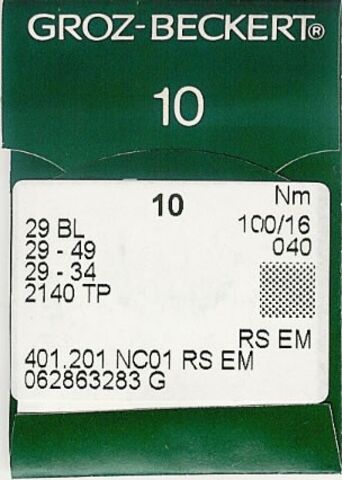 GROZ-BECKERT®
10
10
Nm
29 BL 100/16
29 - 49 040
29 - 34
2140 TP
RS EM
401.201 NC01 RS EM
062863283 G